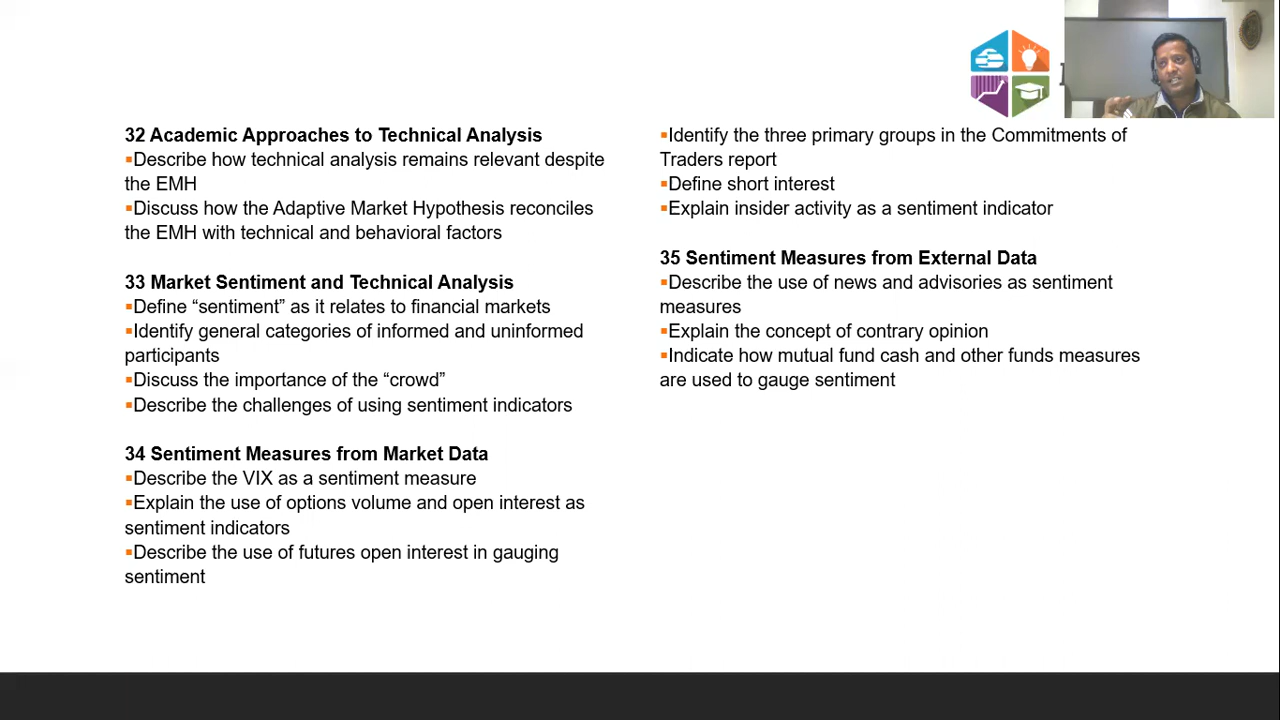 32 Academic Approaches to Technical Analysis
▪Describe how technical analysis remains relevant despite
the EMH
▪Discuss how the Adaptive Market Hypothesis reconciles
the EMH with technical and behavioral factors
33 Market Sentiment and Technical Analysis
▪Define “sentiment” as it relates to financial markets
▪Identify general categories of informed and uninformed
participants
▪Discuss the importance of the “crowd”
▪Describe the challenges of using sentiment indicators
34 Sentiment Measures from Market Data
▪Describe the VIX as a sentiment measure
▪Explain the use of options volume and open interest as
sentiment indicators
▪Describe the use of futures open interest in gauging
sentiment
▪Identify the three primary groups in the Commitments of
Traders report
▪Define short interest
▪Explain insider activity as a sentiment indicator
35 Sentiment Measures from External Data
▪Describe the use of news and advisories as sentiment
measures
▪Explain the concept of contrary opinion
▪Indicate how mutual fund cash and other funds measures
are used to gauge sentiment